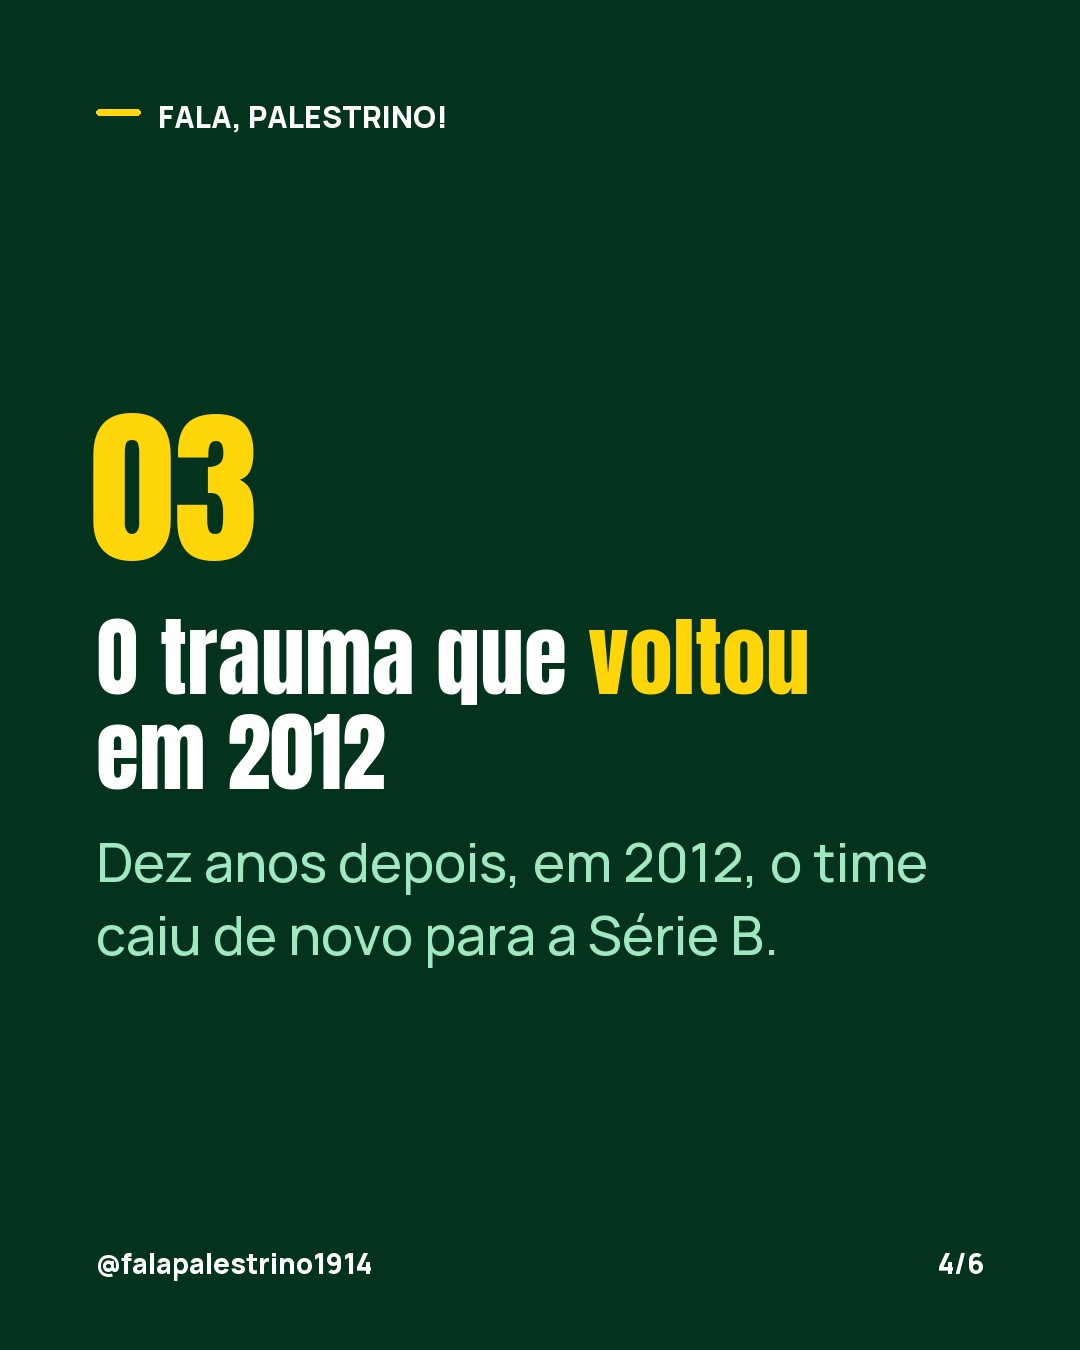 FALA, PALESTRINO!
03
O trauma que voltou
em 2012
Dez anos depois, em 2012, o time
caiu de novo para a Série B.
@falapalestrino1914
4/6